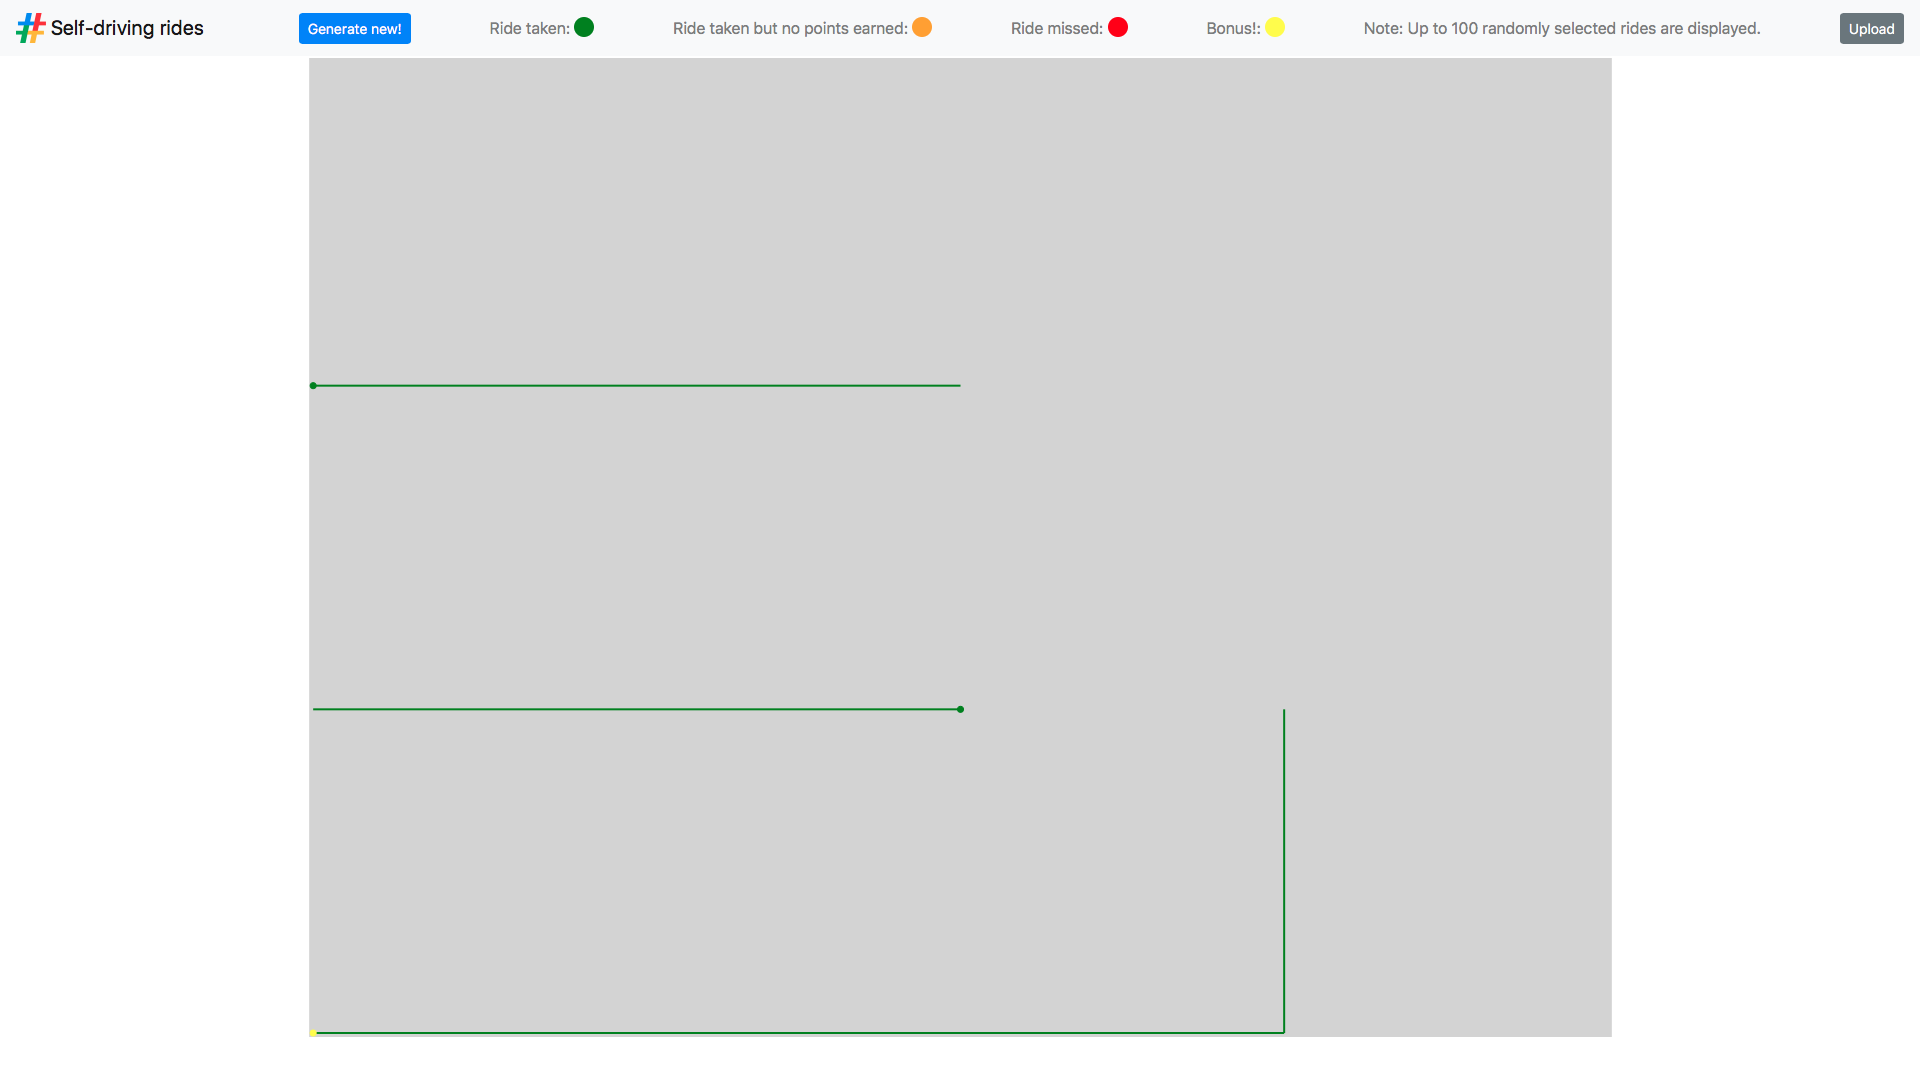 Self-driving rides
Generate new!
Ride taken:
Ride taken but no points earned:
Ride missed:
Bonus!:
Note: Up to 100 randomly selected rides are displayed.
Upload